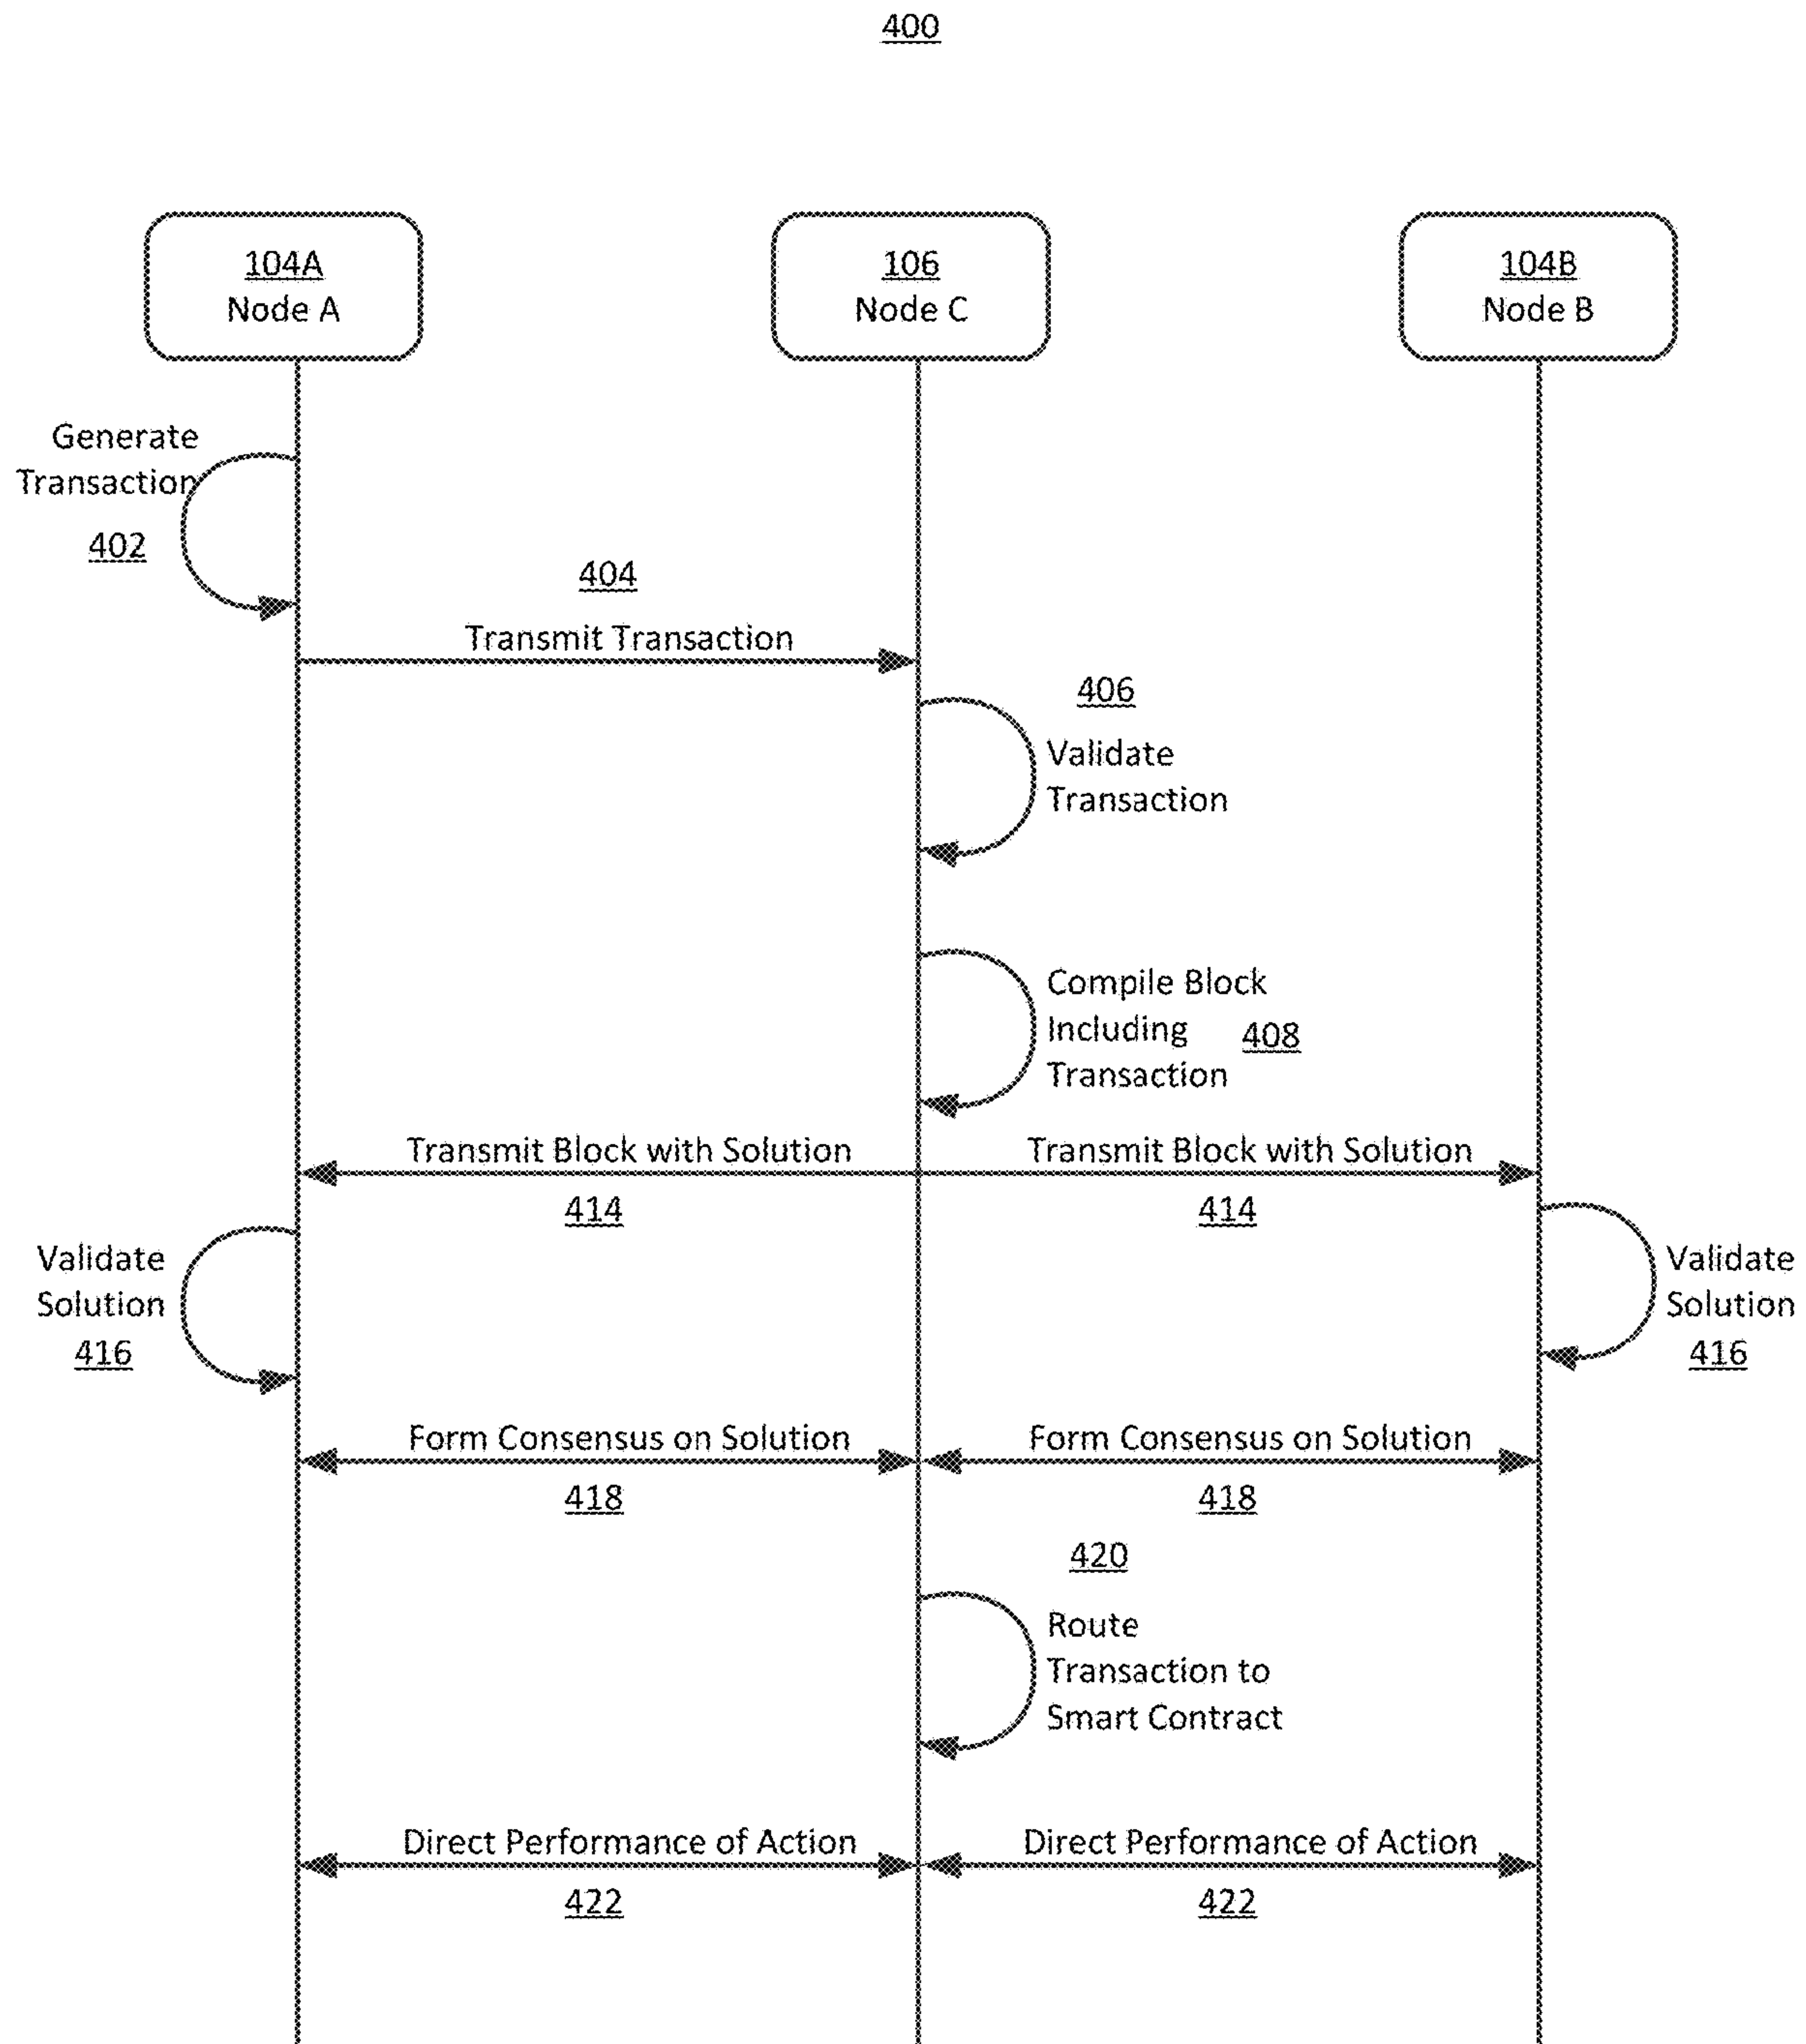 400
104A
Node A
106
Node C
104B
Node B
Generate
Transaction
402
404
Transmit Transaction
406
Validate
Transaction
Compile Block
Including
408
Transaction
Transmit Block with Solution
Transmit Block with Solution
414
414
Validate
Solution
416
Validate
Solution
416
Form Consensus on Solution
Form Consensus on Solution
418
418
420
Route
Transaction to
Smart Contract
Direct Performance of Action
Direct Performance of Action
422
422